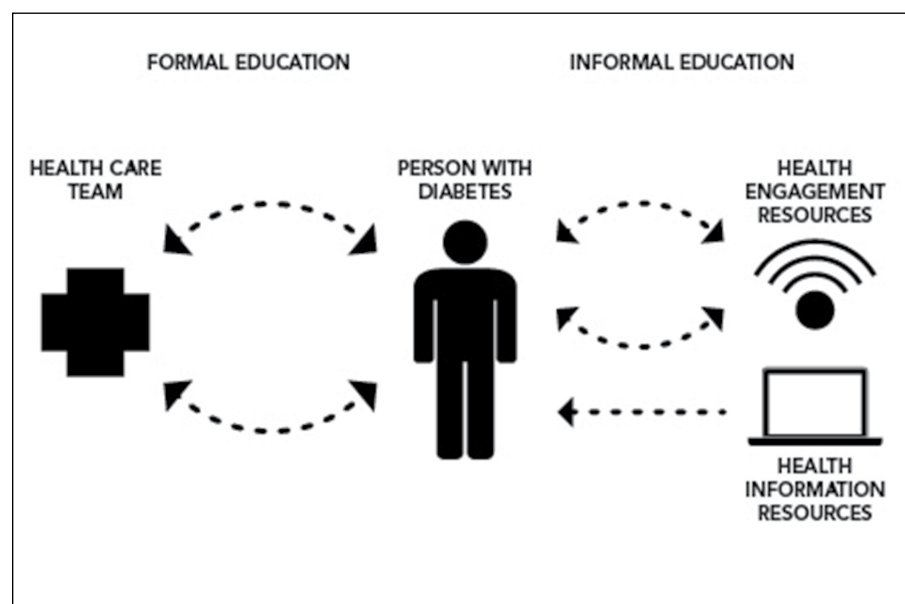 FORMAL EDUCATION
INFORMAL EDUCATION
HEALTH CARE
TEAM
PERSON WITH
DIABETES
HEALTH
ENGAGEMENT
RESOURCES
HEALTH
INFORMATION
RESOURCES